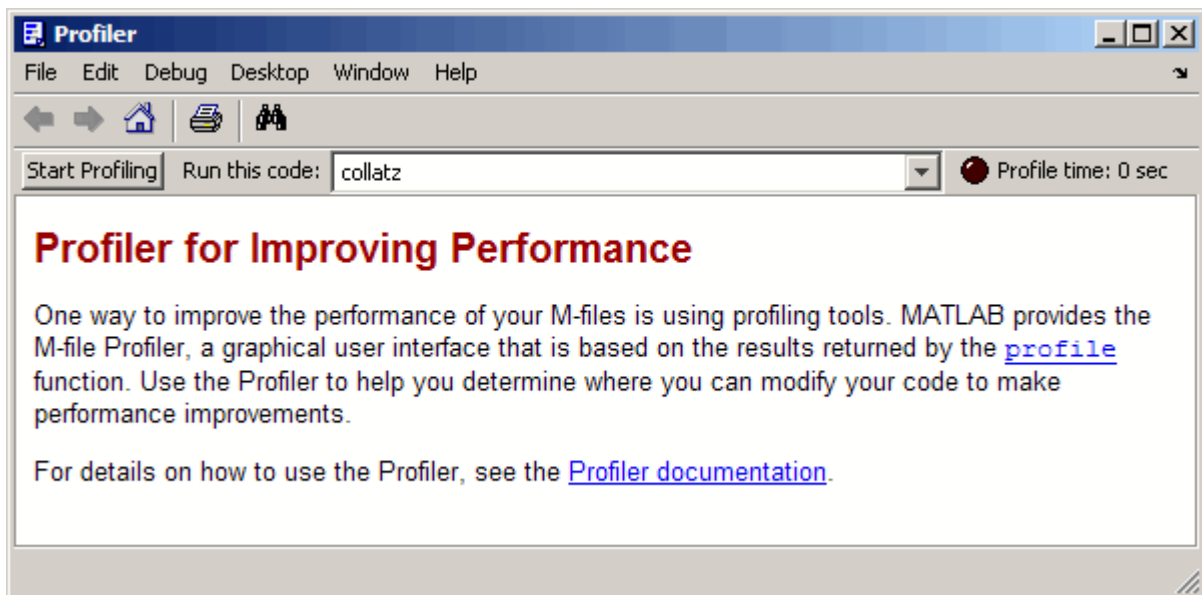 Profiler
File Edit Debug Desktop Window Help
Start Profiling Run this code: collatz Profile time: 0 sec
Profiler for Improving Performance
One way to improve the performance of your M-files is using profiling tools. MATLAB provides the
M-file Profiler, a graphical user interface that is based on the results returned by the profile
function. Use the Profiler to help you determine where you can modify your code to make
performance improvements.
For details on how to use the Profiler, see the Profiler documentation.